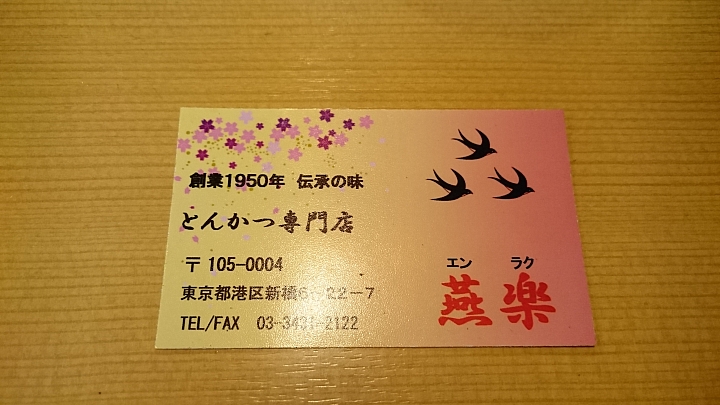 創業1950年 伝承の味
とんかつ専門店
〒105-0004
東京都港区新橋6-22-7
TEL/FAX 03-3431-2122
エン ラク
燕楽